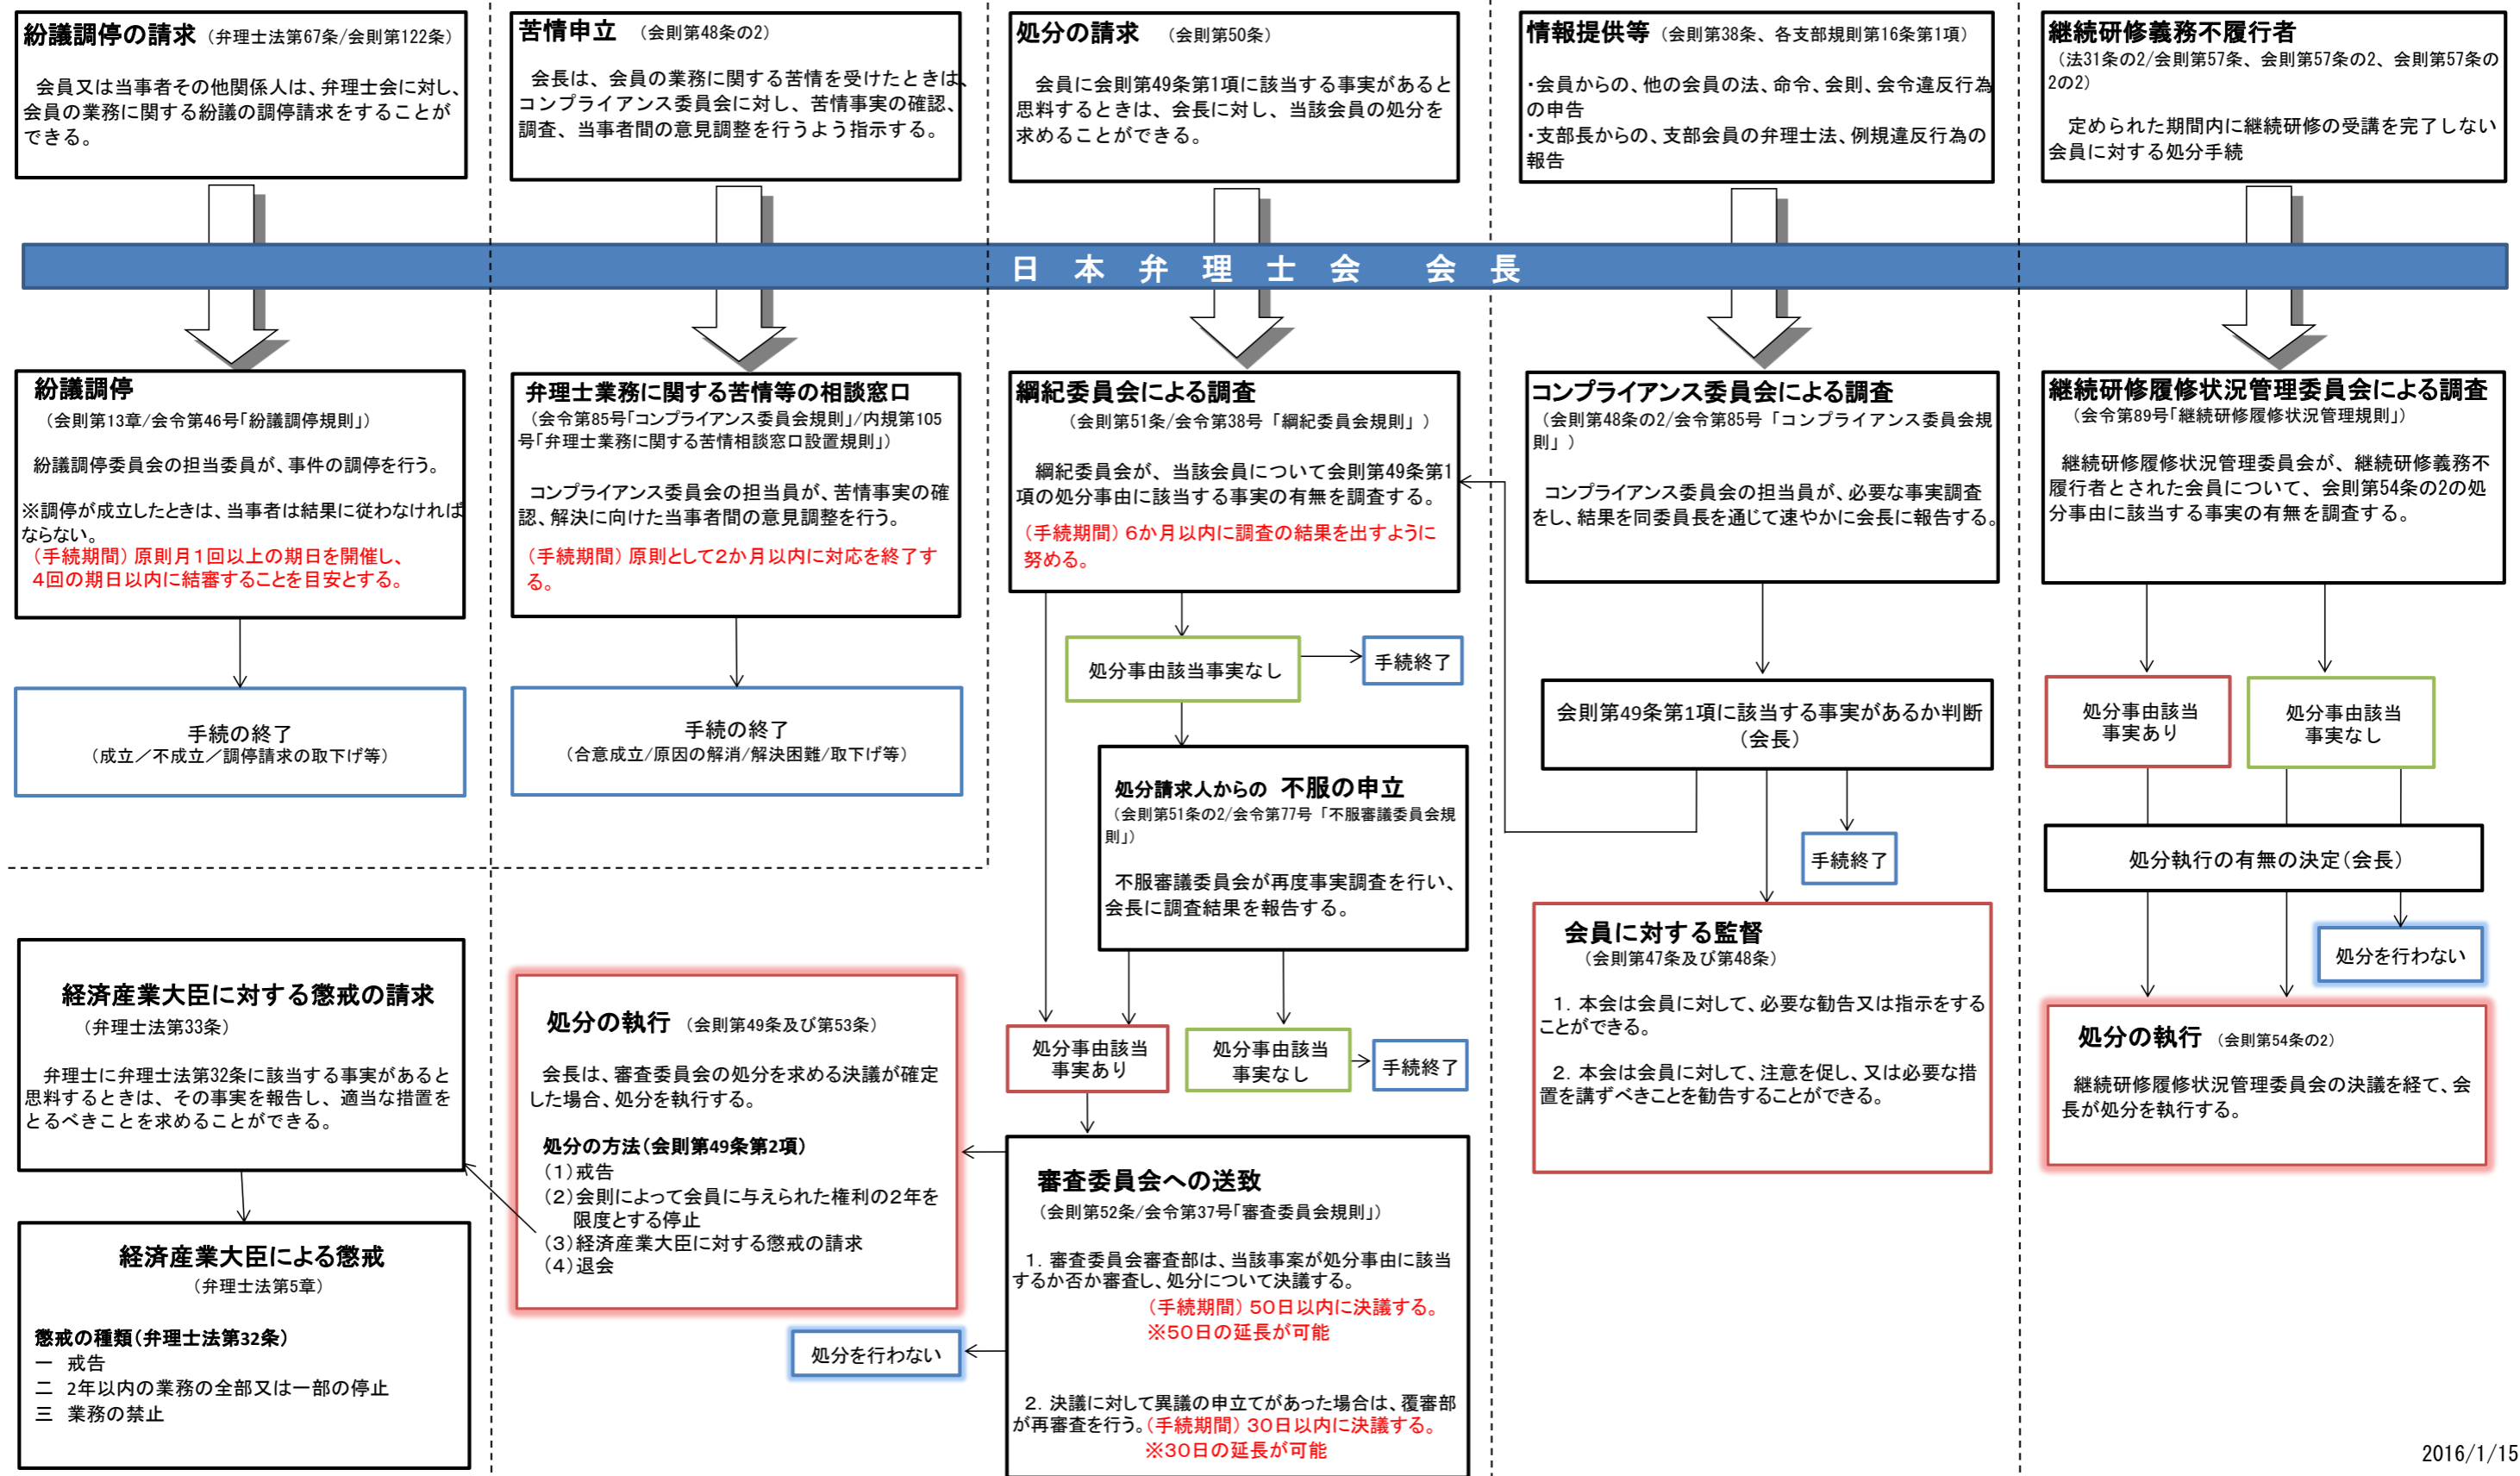 紛議調停の請求（弁理士法第67条/会則第122条）
会員又は当事者その他関係人は、弁理士会に対し、
会員の業務に関する紛議の調停請求をすることが
できる。
苦情申立 （会則第48条の2）
会長は、会員の業務に関する苦情を受けたときは、
コンプライアンス委員会に対し、苦情事実の確認、
調査、当事者間の意見調整を行うよう指示する。
処分の請求 （会則第50条）
会員に会則第49条第1項に該当する事実があると
思料するときは、会長に対し、当該会員の処分を
求めることができる。
情報提供等（会則第38条、各支部規則第16条第1項）
・会員からの、他の会員の法、命令、会則、会令違反行為
の申告
・支部長からの、支部会員の弁理士法、例規違反行為の
報告
継続研修義務不履行者
（法31条の2/会則第57条、会則第57条の2、会則第57条の
2の2）
定められた期間内に継続研修の受講を完了しない
会員に対する処分手続
日本弁理士会 会長
紛議調停
（会則第13章/会令第46号「紛議調停規則」）
紛議調停委員会の担当委員が、事件の調停を行う。
※調停が成立したときは、当事者は結果に従わなければ
ならない。
（手続期間）原則月１回以上の期日を開催し、
４回の期日以内に結審することを目安とする。
手続の終了
（成立／不成立／調停請求の取下げ等）
弁理士業務に関する苦情等の相談窓口
（会令第85号「コンプライアンス委員会規則」/内規第105
号「弁理士業務に関する苦情相談窓口設置規則」）
コンプライアンス委員会の担当員が、苦情事実の確
認、解決に向けた当事者間の意見調整を行う。
（手続期間）原則として２か月以内に対応を終了す
る。
手続の終了
（合意成立/原因の解消/解決困難/取下げ等）
綱紀委員会による調査
（会則第51条/会令第38号「綱紀委員会規則」）
綱紀委員会が、当該会員について会則第49条第1
項の処分事由に該当する事実の有無を調査する。
（手続期間）６か月以内に調査の結果を出すように
努める。
処分事由該当事実なし
手続終了
処分請求人からの 不服の申立
（会則第51条の2/会令第77号「不服審議委員会規
則」）
不服審議委員会が再度事実調査を行い、
会長に調査結果を報告する。
処分事由該当
事実あり
処分事由該当
事実なし
手続終了
審査委員会への送致
（会則第52条/会令第37号「審査委員会規則」）
１．審査委員会審査部は、当該事案が処分事由に該当
するか否か審査し、処分について決議する。
（手続期間）５０日以内に決議する。
※５０日の延長が可能
２．決議に対して異議の申立てがあった場合は、覆審部
が再審査を行う。（手続期間）３０日以内に決議する。
※３０日の延長が可能
コンプライアンス委員会による調査
（会則第48条の2/会令第85号「コンプライアンス委員会規
則」）
コンプライアンス委員会の担当員が、必要な事実調査
をし、結果を同委員長を通じて速やかに会長に報告する。
会則第49条第1項に該当する事実があるか判断
（会長）
手続終了
会員に対する監督
（会則第47条及び第48条）
１．本会は会員に対して、必要な勧告又は指示をする
ことができる。
２．本会は会員に対して、注意を促し、又は必要な措
置を講ずべきことを勧告することができる。
継続研修履修状況管理委員会による調査
（会令第89号「継続研修履修状況管理規則」）
継続研修履修状況管理委員会が、継続研修義務不
履行者とされた会員について、会則第54条の2の処
分事由に該当する事実の有無を調査する。
処分事由該当
事実あり
処分事由該当
事実なし
処分執行の有無の決定（会長）
処分を行わない
処分の執行（会則第54条の2）
継続研修履修状況管理委員会の決議を経て、会
長が処分を執行する。
処分の執行（会則第49条及び第53条）
会長は、審査委員会の処分を求める決議が確定
した場合、処分を執行する。
処分の方法（会則第49条第2項）
（１）戒告
（２）会則によって会員に与えられた権利の２年を
限度とする停止
（３）経済産業大臣に対する懲戒の請求
（４）退会
処分を行わない
経済産業大臣に対する懲戒の請求
（弁理士法第33条）
弁理士に弁理士法第32条に該当する事実があると
思料するときは、その事実を報告し、適当な措置を
とるべきことを求めることができる。
経済産業大臣による懲戒
（弁理士法第5章）
懲戒の種類（弁理士法第32条）
一 戒告
二 2年以内の業務の全部又は一部の停止
三 業務の禁止
2016/1/15